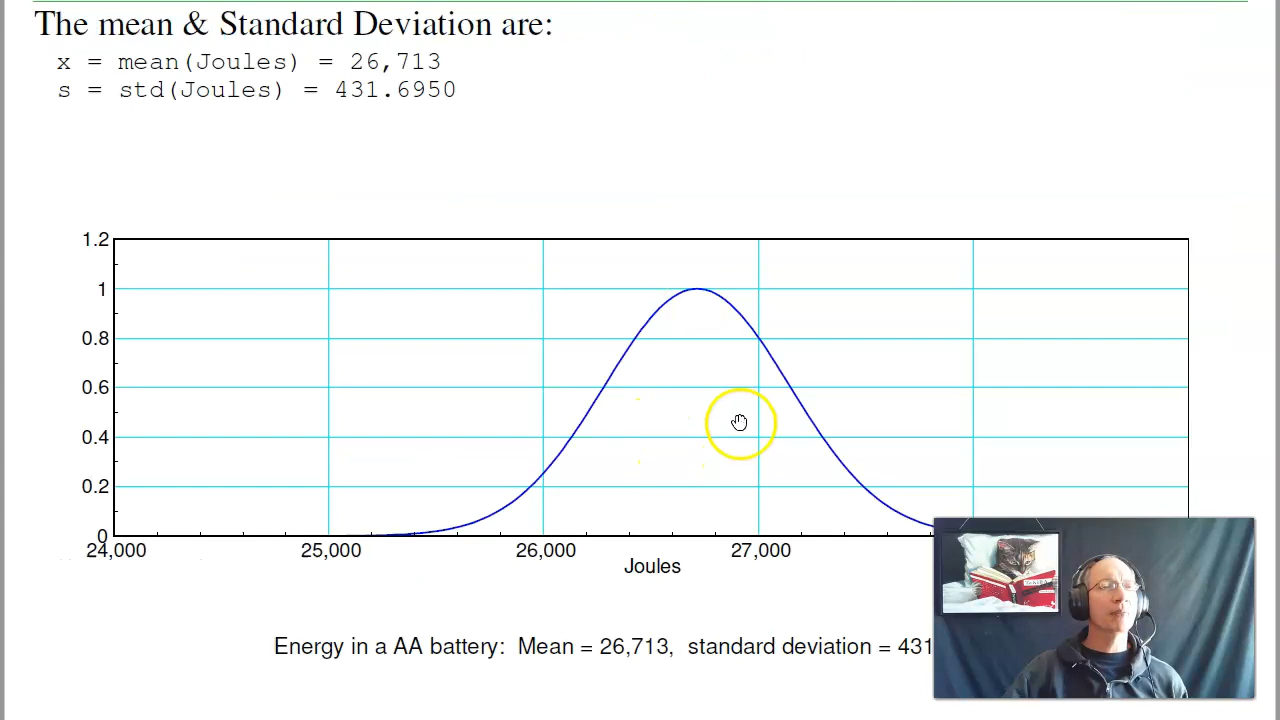 The mean & Standard Deviation are:
x = mean(Joules) = 26,713
s = std(Joules) = 431.6950
1.2
1
0.8
0.6
0.4
0.2
0
24,000 25,000 26,000 27,000
Joules
Energy in a AA battery: Mean = 26,713, standard deviation = 431